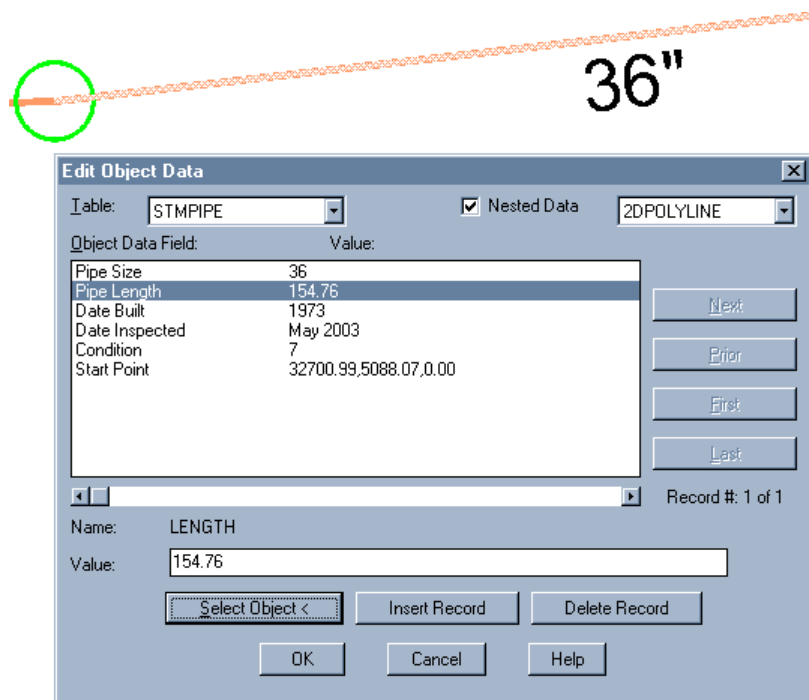 36"
Edit Object Data
Table: STMPIPE Nested Data 2DPOLYLINE
Object Data Field: Value:
Pipe Size 36
Pipe Length 154.76
Date Built 1973
Date Inspected May 2003
Condition 7
Start Point 32700.99,5088.07,0.00
Next
Prior
First
Last
Record #: 1 of 1
Name: LENGTH
Value: 154.76
Select Object < Insert Record Delete Record
OK Cancel Help